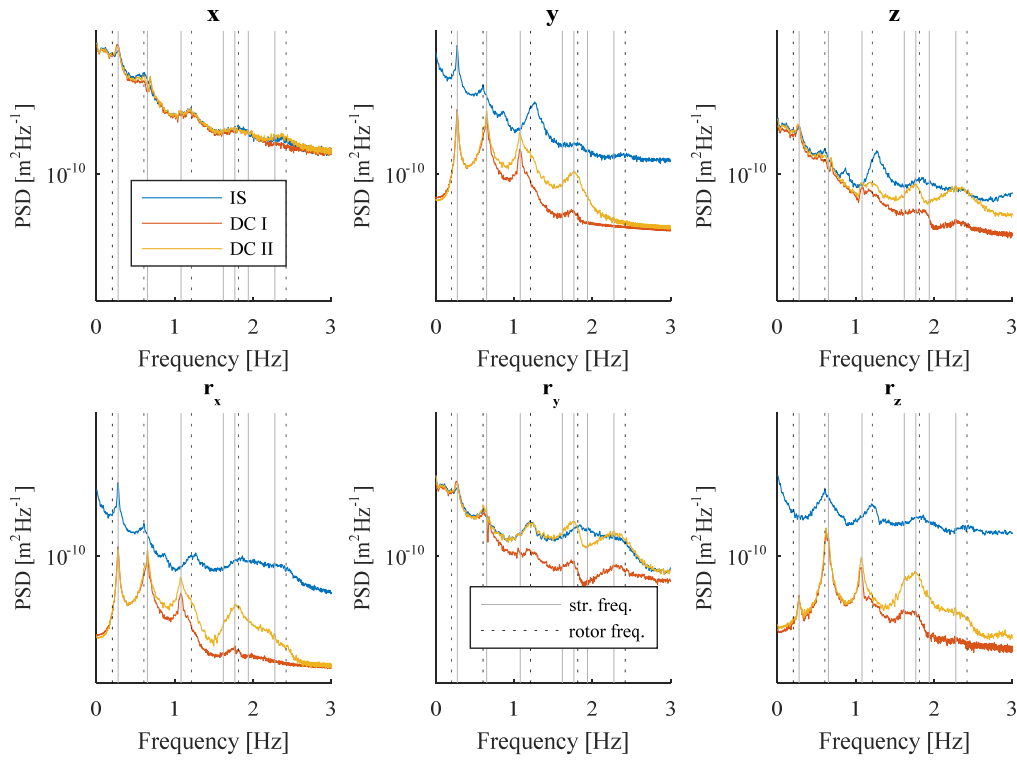 x
y
z
PSD [m²Hz⁻¹]
10⁻¹⁰
IS
DC I
DC II
0 1 2 3
Frequency [Hz]
PSD [m²Hz⁻¹]
10⁻¹⁰
0 1 2 3
Frequency [Hz]
PSD [m²Hz⁻¹]
10⁻¹⁰
0 1 2 3
Frequency [Hz]
rₓ
r_y
r_z
PSD [m²Hz⁻¹]
10⁻¹⁰
0 1 2 3
Frequency [Hz]
PSD [m²Hz⁻¹]
10⁻¹⁰
str. freq.
rotor freq.
0 1 2 3
Frequency [Hz]
PSD [m²Hz⁻¹]
10⁻¹⁰
0 1 2 3
Frequency [Hz]